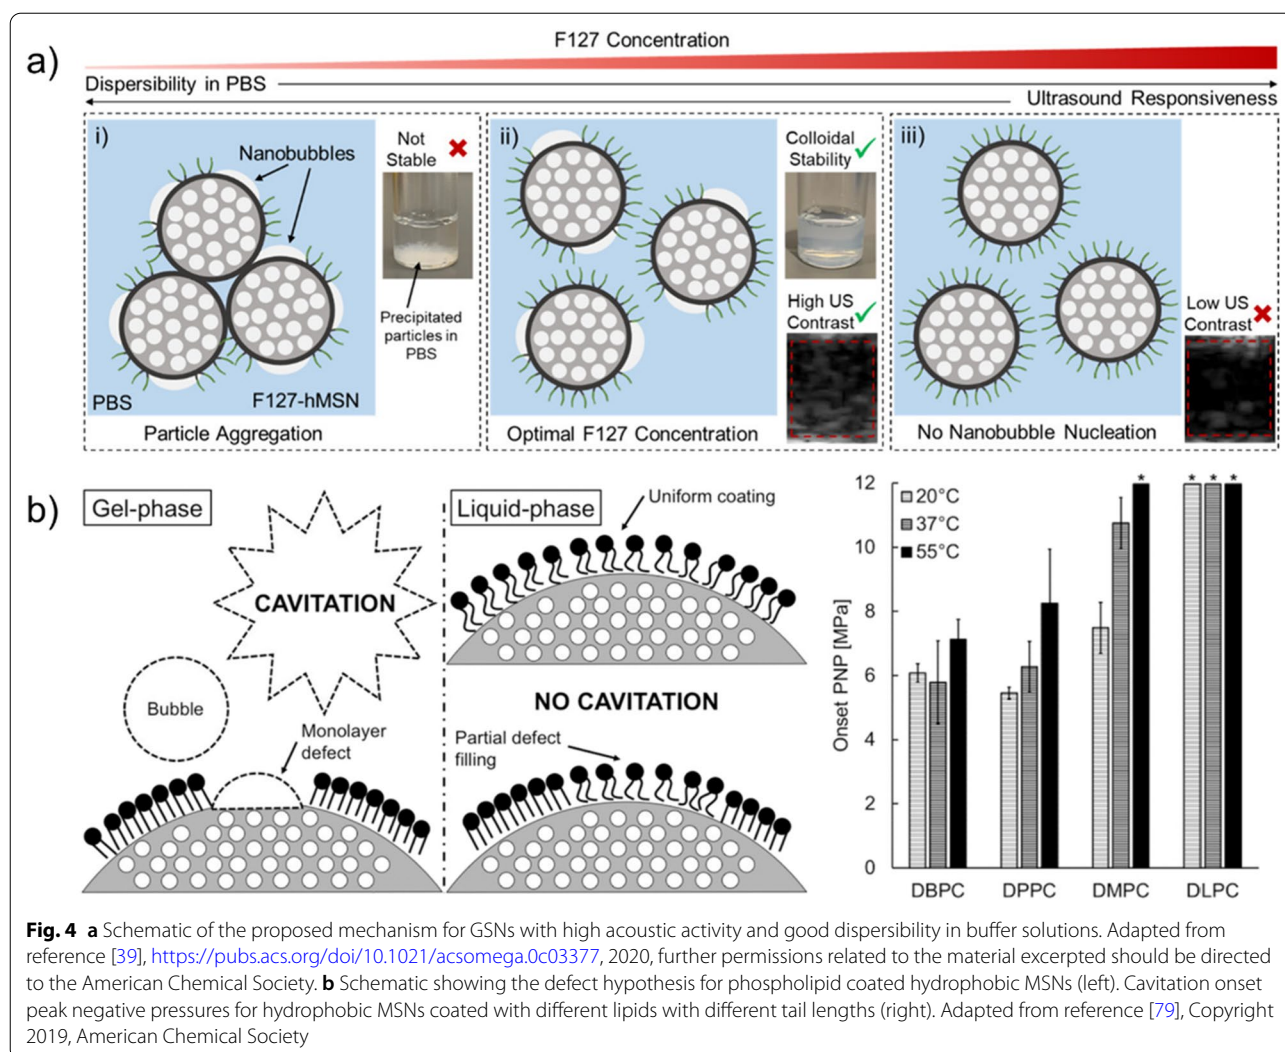 F127 Concentration
a)
Dispersibility in PBS
Ultrasound Responsiveness
i)
Nanobubbles
PBS
F127-hMSN
Particle Aggregation
Not
Stable
Precipitated
particles in
PBS
ii)
Optimal F127 Concentration
Colloidal
Stability
High US
Contrast
iii)
No Nanobubble Nucleation
Low US
Contrast
b)
Gel-phase
CAVITATION
Bubble
Monolayer
defect
Liquid-phase
Uniform coating
NO CAVITATION
Partial defect
filling
Onset PNP [MPa]
12
10
8
6
4
2
0
20°C
37°C
55°C
* * * *
DBPC DPPC DMPC DLPC
Fig. 4 a Schematic of the proposed mechanism for GSNs with high acoustic activity and good dispersibility in buffer solutions. Adapted from
reference [39], https://pubs.acs.org/doi/10.1021/acsomega.0c03377, 2020, further permissions related to the material excerpted should be directed
to the American Chemical Society. b Schematic showing the defect hypothesis for phospholipid coated hydrophobic MSNs (left). Cavitation onset
peak negative pressures for hydrophobic MSNs coated with different lipids with different tail lengths (right). Adapted from reference [79], Copyright
2019, American Chemical Society